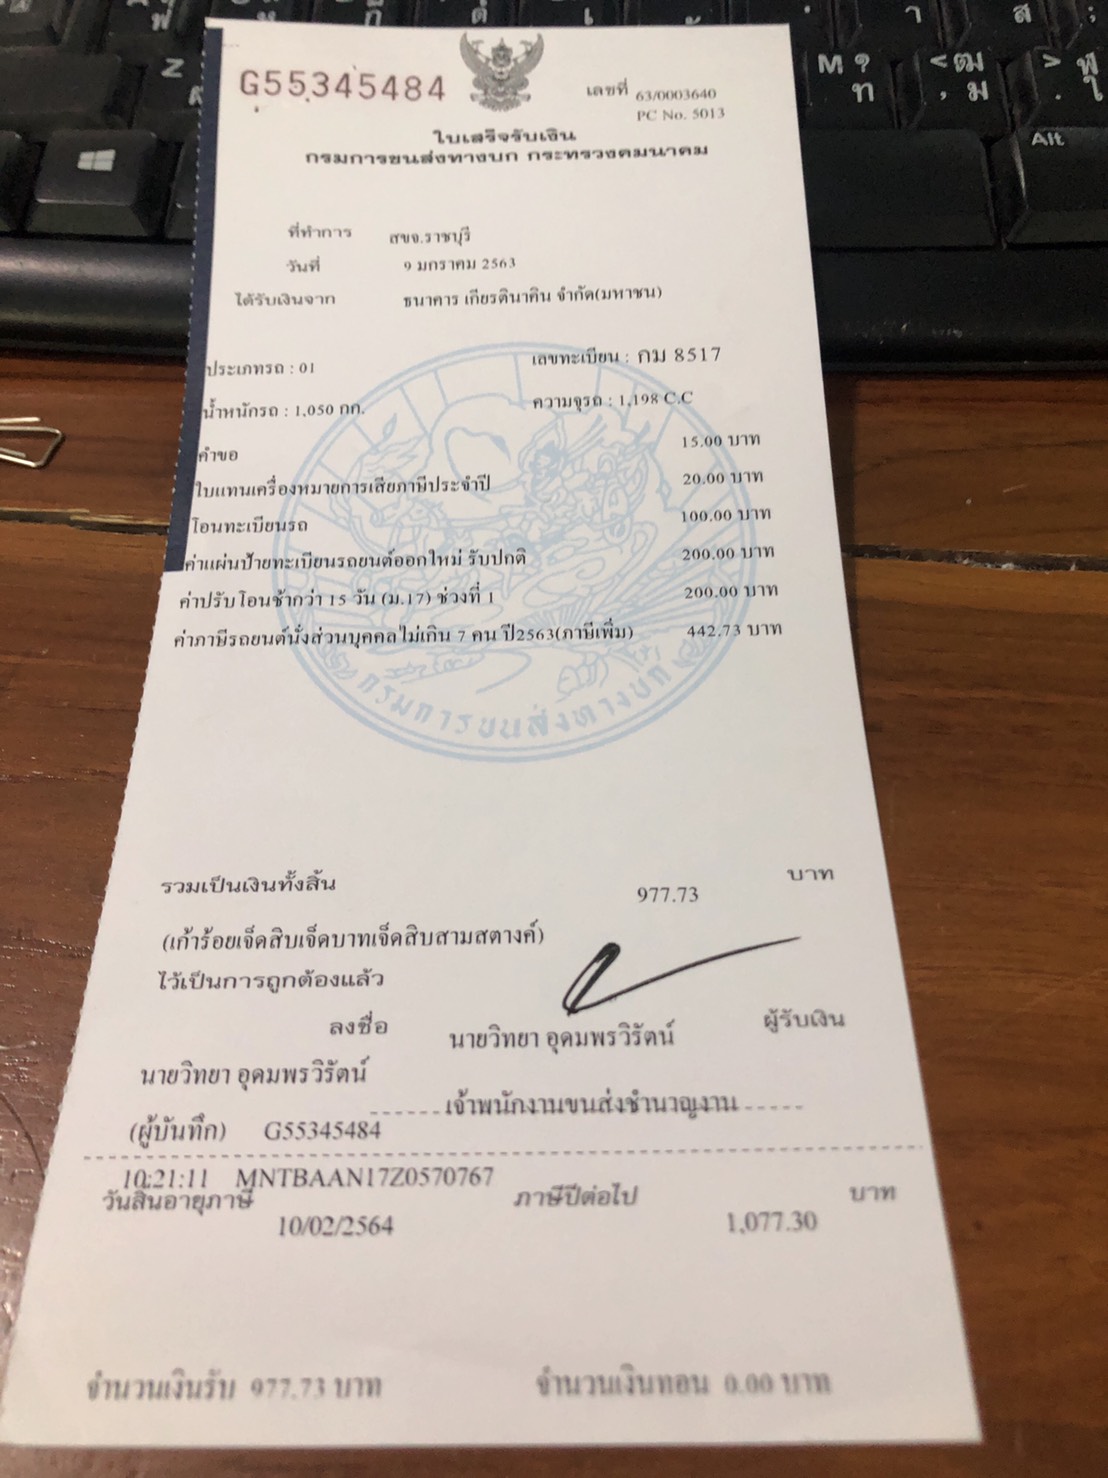 G55345484
เลขที่ 63/0003640
PC No. 5013
ใบเสร็จรับเงิน
กรมการขนส่งทางบก กระทรวงคมนาคม
ที่ทำการ สขจ.ราชบุรี
วันที่ 9 มกราคม 2563
ได้รับเงินจาก ธนาคาร เกียรตินาคิน จำกัด(มหาชน)
ประเภทรถ : 01 เลขทะเบียน : กม 8517
น้ำหนักรถ : 1,050 กก. ความจุรถ : 1,198 C.C
คำขอ 15.00 บาท
ใบแทนเครื่องหมายการเสียภาษีประจำปี 20.00 บาท
โอนทะเบียนรถ 100.00 บาท
ค่าแผ่นป้ายทะเบียนรถยนต์ออกใหม่ รับปกติ 200.00 บาท
ค่าปรับโอนช้ากว่า 15 วัน (ม.17) ช่วงที่ 1 200.00 บาท
ค่าภาษีรถยนต์นั่งส่วนบุคคลไม่เกิน 7 คน ปี2563(ภาษีเพิ่ม) 442.73 บาท
กรมการขนส่งทางบก
รวมเป็นเงินทั้งสิ้น 977.73 บาท
(เก้าร้อยเจ็ดสิบเจ็ดบาทเจ็ดสิบสามสตางค์)
ไว้เป็นการถูกต้องแล้ว
ลงชื่อ นายวิทยา อุดมพรวิรัตน์ ผู้รับเงิน
นายวิทยา อุดมพรวิรัตน์
------เจ้าพนักงานขนส่งชำนาญงาน-----
(ผู้บันทึก) G55345484
10:21:11 MNTBAAN17Z0570767
วันสิ้นอายุภาษี ภาษีปีต่อไป บาท
10/02/2564 1,077.30
จำนวนเงินรับ 977.73 บาท จำนวนเงินทอน 0.00 บาท
Z
M
Alt